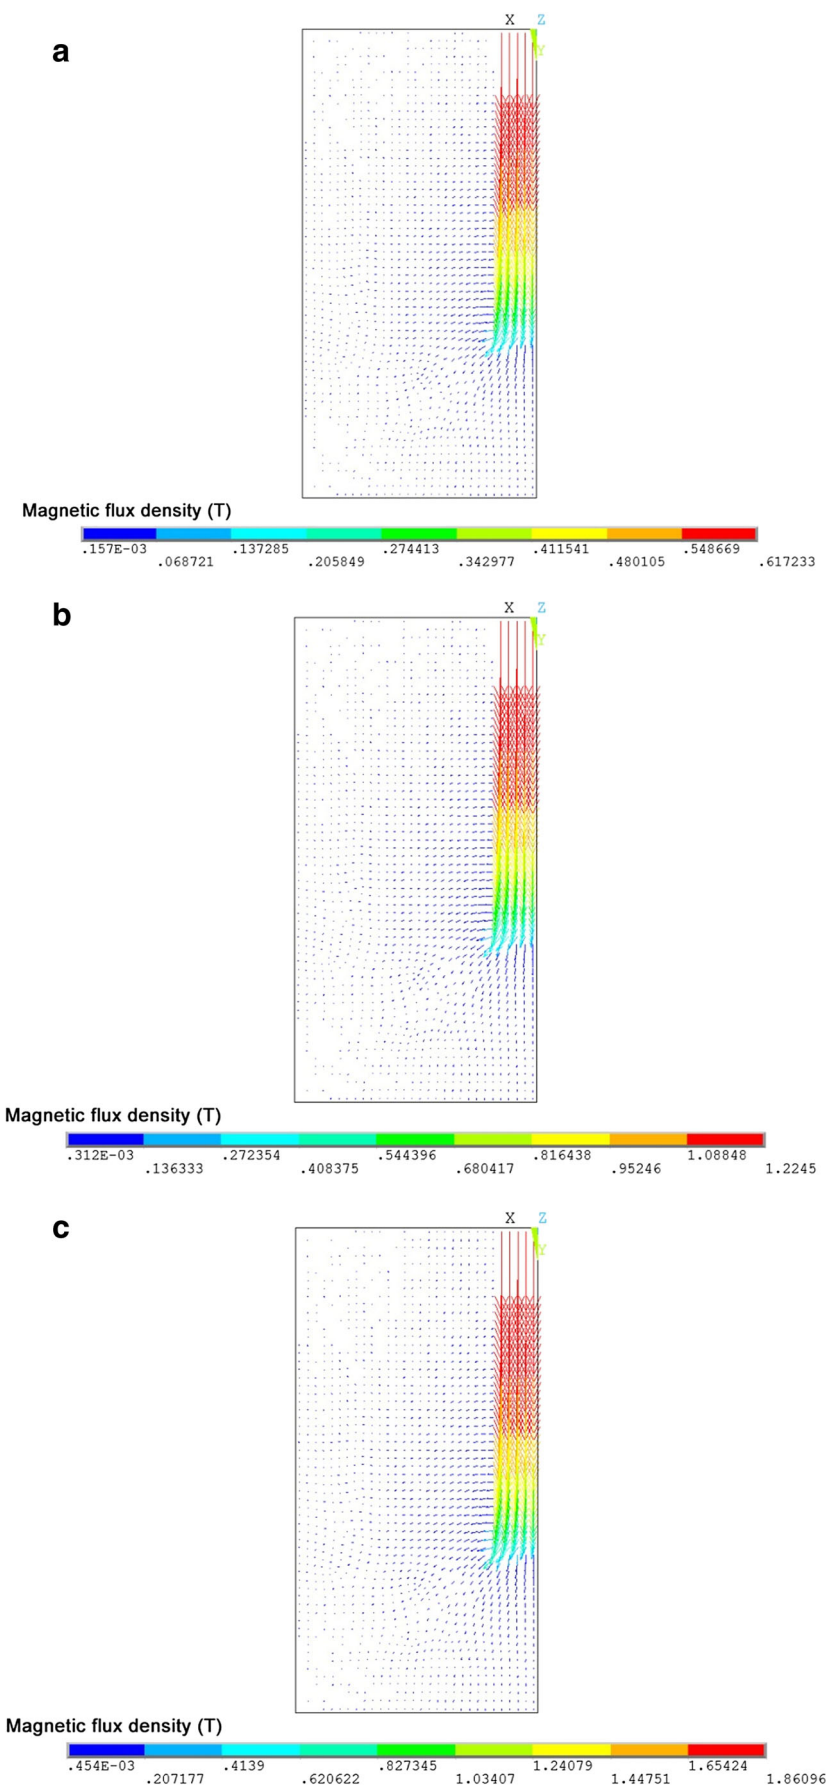 a
X Z
Y
Magnetic flux density (T)
.157E-03 .137285 .274413 .411541 .548669
.068721 .205849 .342977 .480105 .617233
b
X Z
Y
Magnetic flux density (T)
.312E-03 .272354 .544396 .816438 1.08848
.136333 .408375 .680417 .95246 1.2245
c
X Z
Y
Magnetic flux density (T)
.454E-03 .4139 .827345 1.24079 1.65424
.207177 .620622 1.03407 1.44751 1.86096